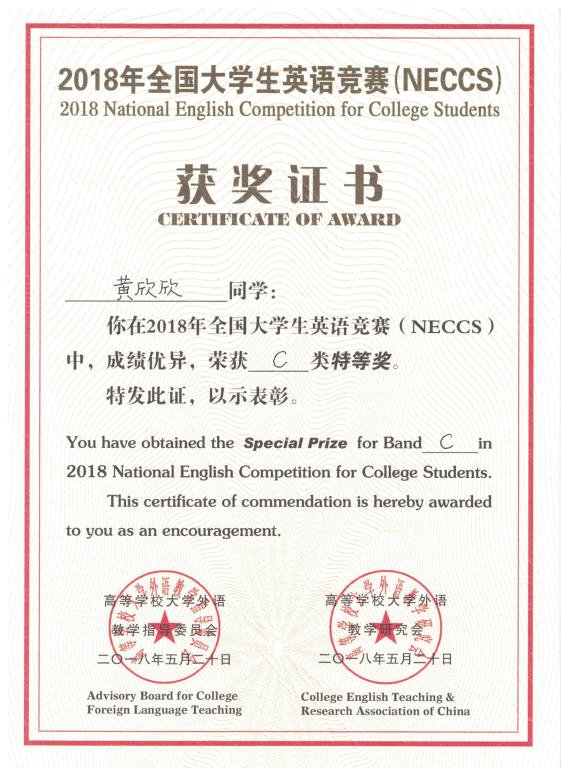 2018年全国大学生英语竞赛(NECCS)
2018 National English Competition for College Students
获奖证书
CERTIFICATE OF AWARD
黄欣欣 同学：
你在2018年全国大学生英语竞赛（NECCS）
中，成绩优异，荣获 C 类特等奖。
特发此证，以示表彰。
You have obtained the Special Prize for Band C in
2018 National English Competition for College Students.
This certificate of commendation is hereby awarded
to you as an encouragement.
高等学校大学外语
教学指导委员会
二〇一八年五月二十日
Advisory Board for College
Foreign Language Teaching
高等学校大学外语
教学研究会
二〇一八年五月二十日
College English Teaching &
Research Association of China